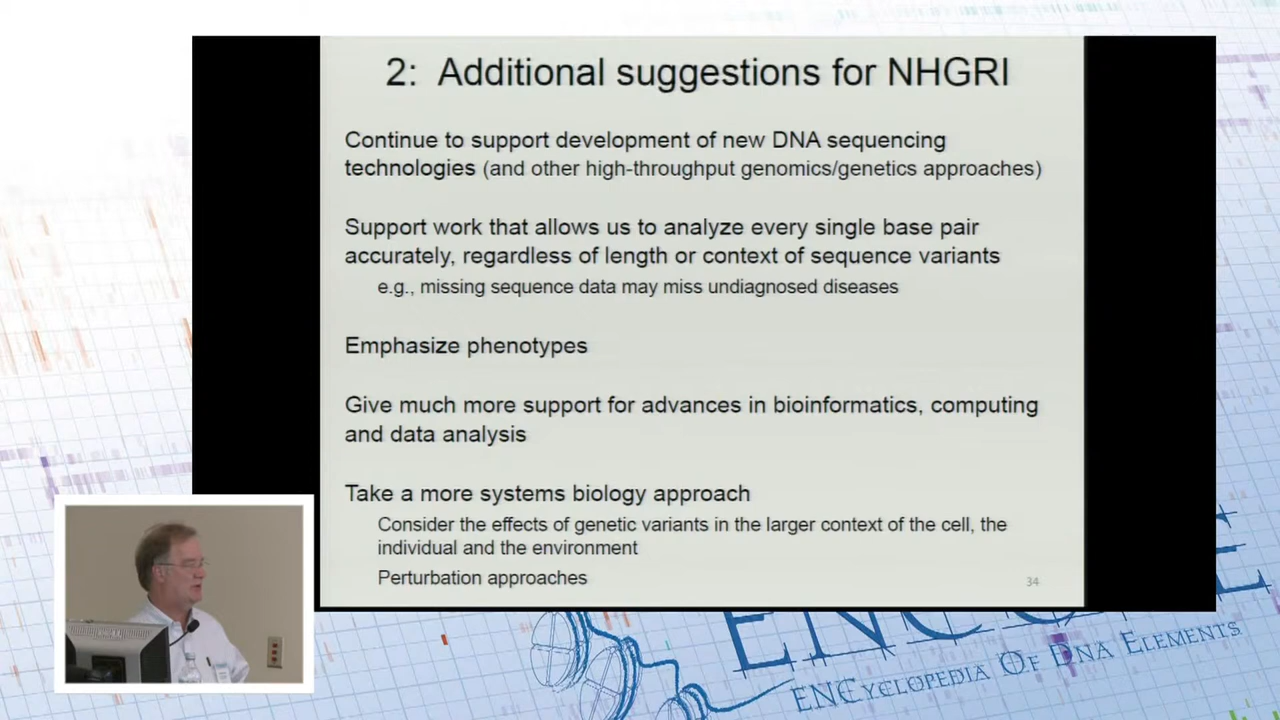 2: Additional suggestions for NHGRI
Continue to support development of new DNA sequencing
technologies (and other high-throughput genomics/genetics approaches)
Support work that allows us to analyze every single base pair
accurately, regardless of length or context of sequence variants
e.g., missing sequence data may miss undiagnosed diseases
Emphasize phenotypes
Give much more support for advances in bioinformatics, computing
and data analysis
Take a more systems biology approach
Consider the effects of genetic variants in the larger context of the cell, the
individual and the environment
Perturbation approaches
34
ENCODE
ENCYCLOPEDIA OF DNA ELEMENTS